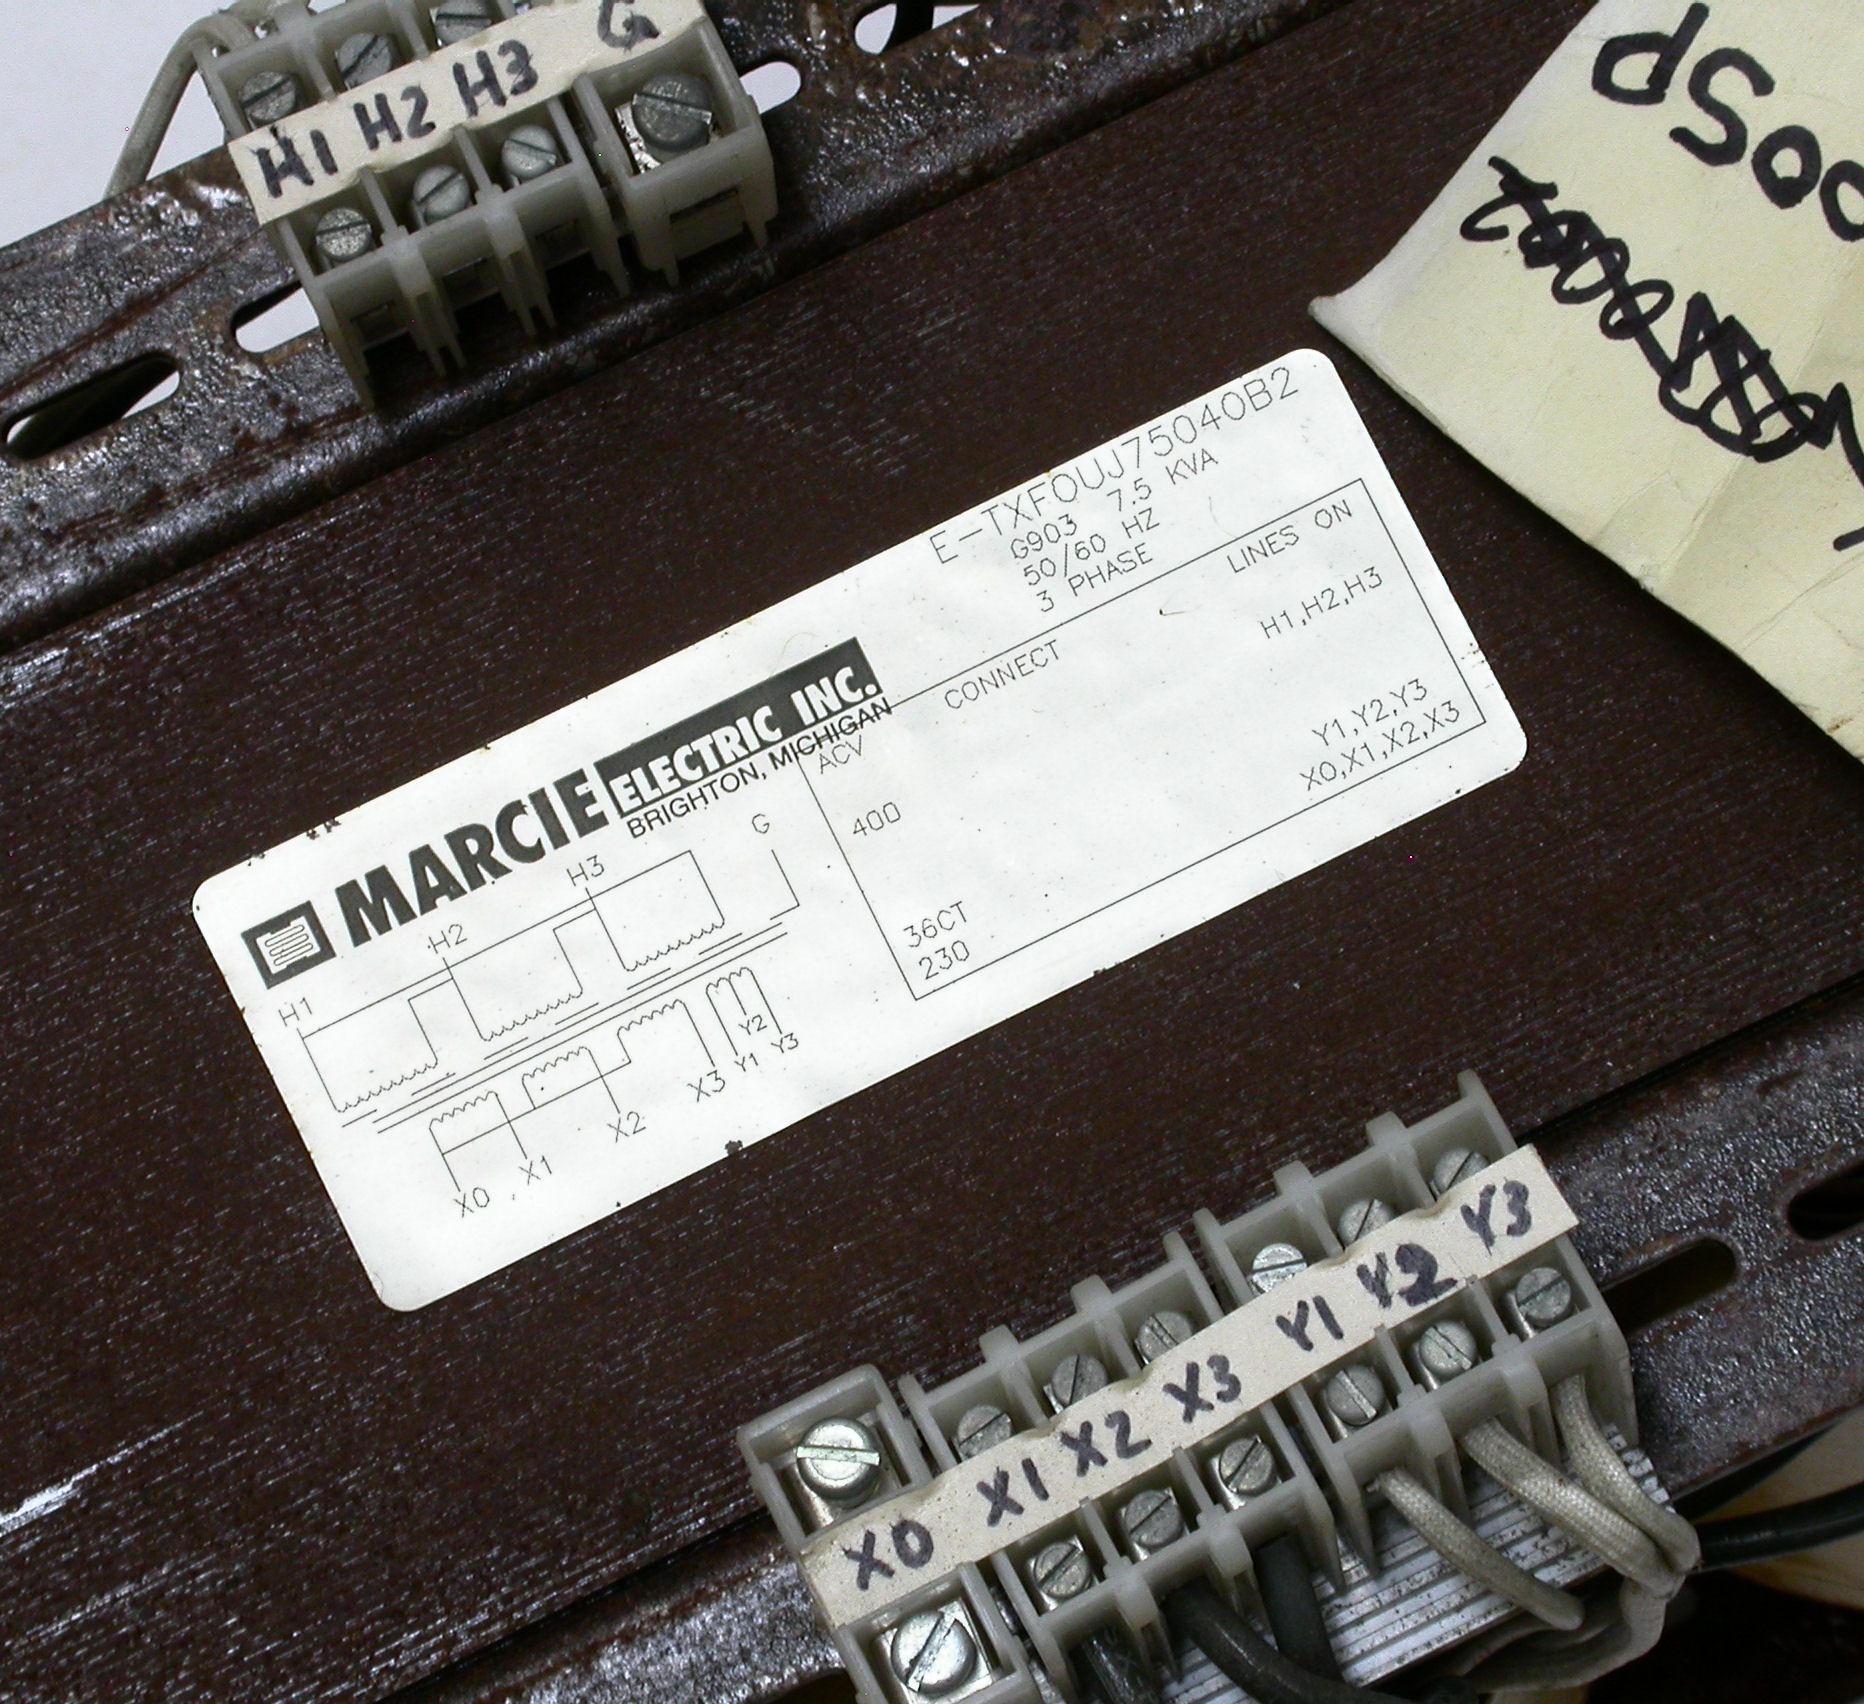 H1 H2 H3 G
E-TXFOUJ75040B2
G903 7.5 KVA
50/60 HZ
3 PHASE
MARCIE ELECTRIC INC.
BRIGHTON, MICHIGAN
ACV CONNECT LINES ON
400 H1,H2,H3
36CT Y1,Y2,Y3
230 X0,X1,X2,X3
H1 H2 H3 G
X0 X1 X2 X3 Y1 Y2 Y3
X0 X1 X2 X3 Y1 Y2 Y3